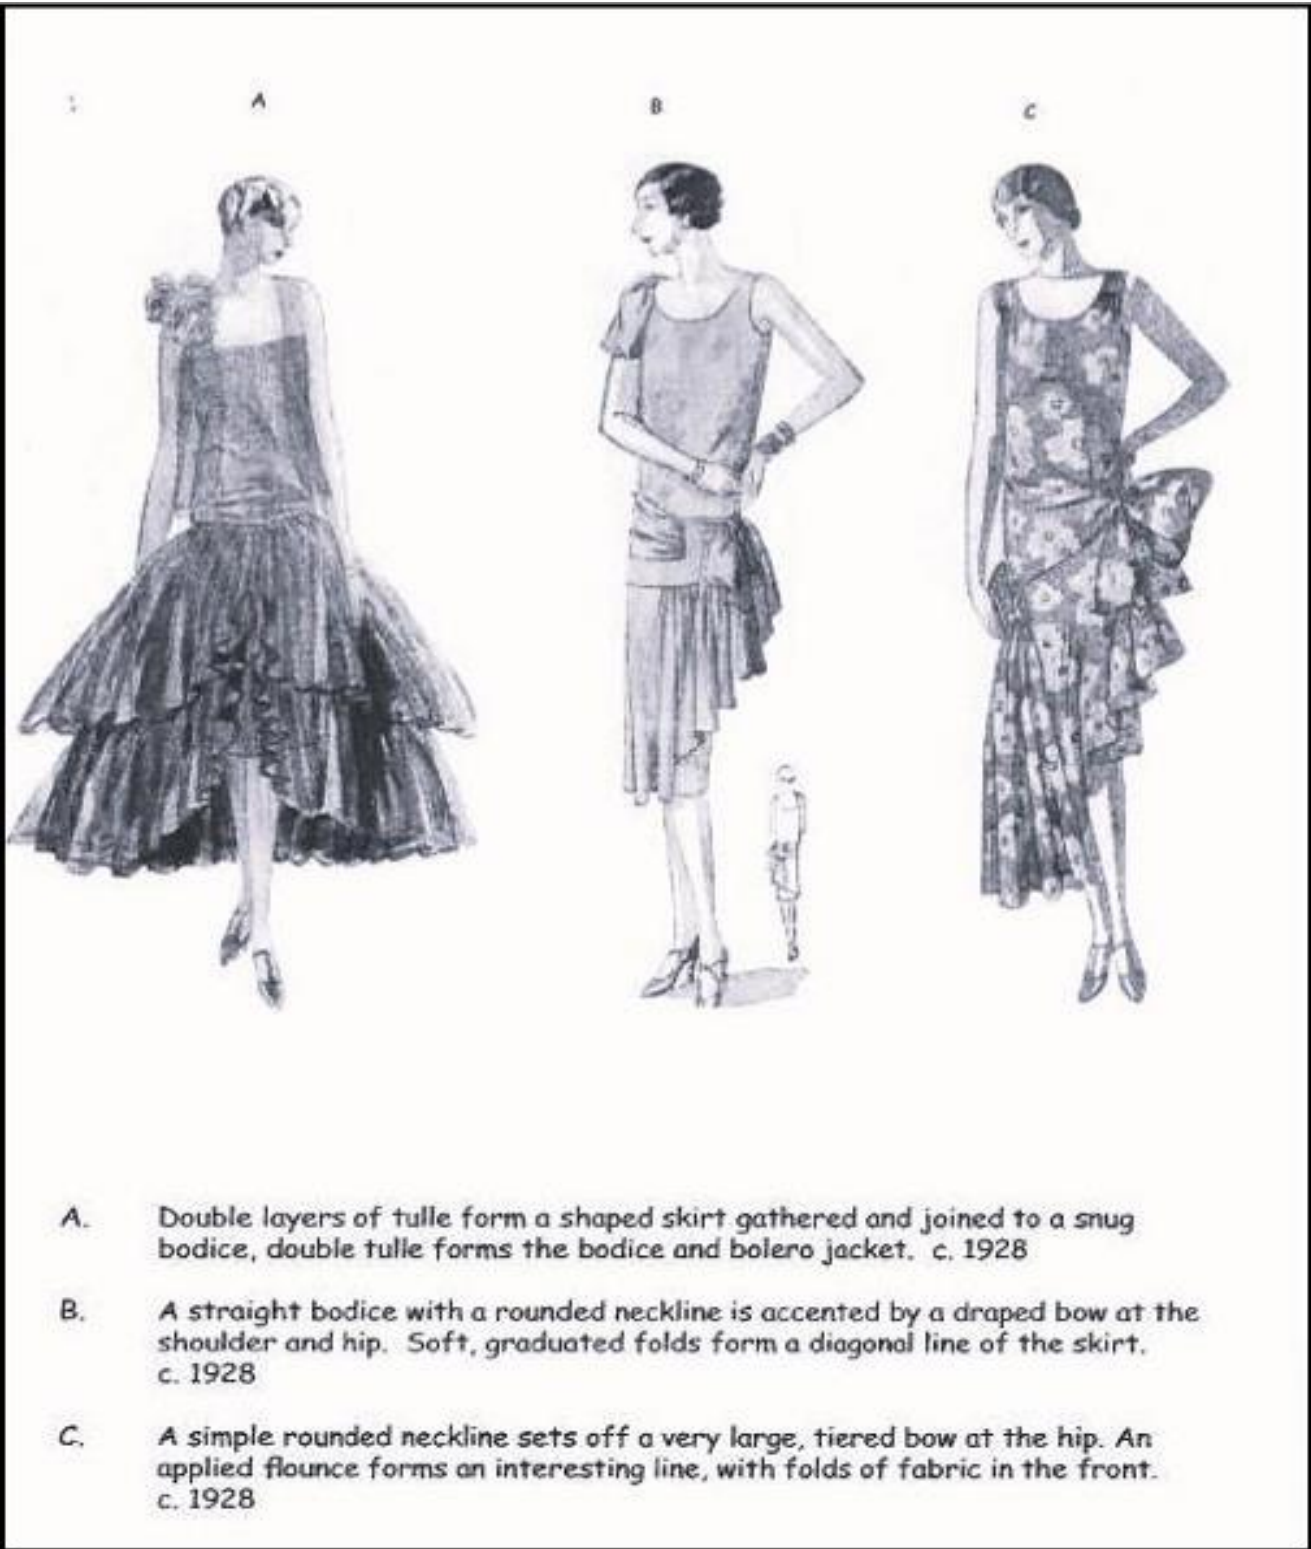 A B C
A. Double layers of tulle form a shaped skirt gathered and joined to a snug
bodice, double tulle forms the bodice and bolero jacket. c. 1928
B. A straight bodice with a rounded neckline is accented by a draped bow at the
shoulder and hip. Soft, graduated folds form a diagonal line of the skirt.
c. 1928
C. A simple rounded neckline sets off a very large, tiered bow at the hip. An
applied flounce forms an interesting line, with folds of fabric in the front.
c. 1928